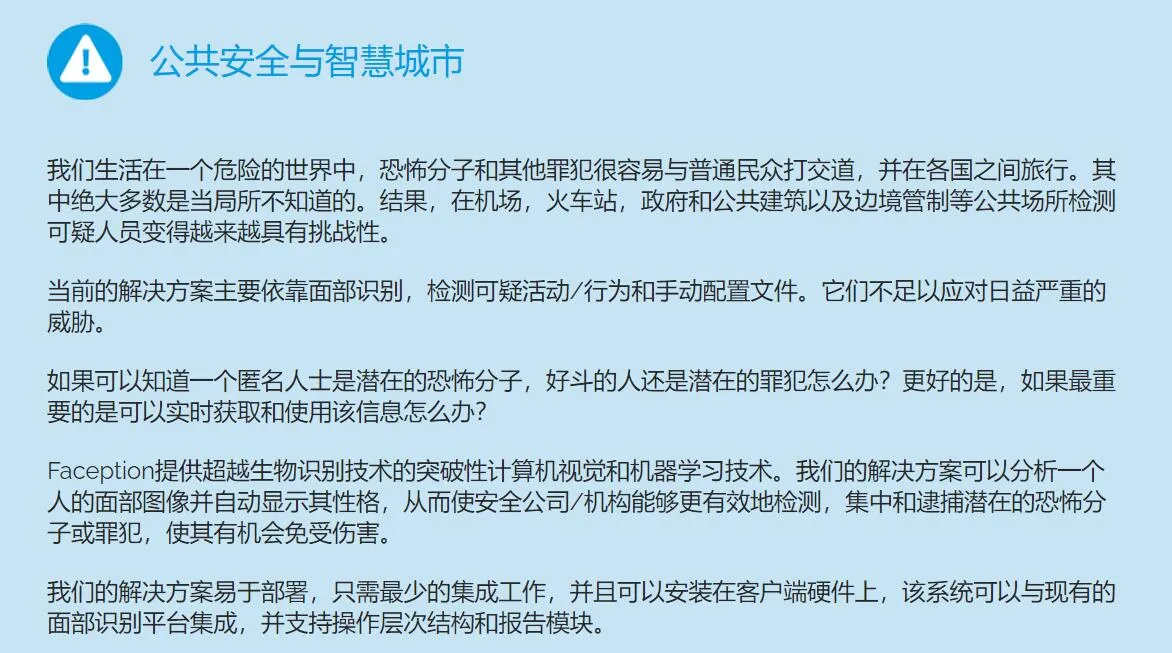 公共安全与智慧城市
我们生活在一个危险的世界中，恐怖分子和其他罪犯很容易与普通民众打交道，并在各国之间旅行。其
中绝大多数是当局所不知道的。结果，在机场，火车站，政府和公共建筑以及边境管制等公共场所检测
可疑人员变得越来越具有挑战性。
当前的解决方案主要依靠面部识别，检测可疑活动/行为和手动配置文件。它们不足以应对日益严重的
威胁。
如果可以知道一个匿名人士是潜在的恐怖分子，好斗的人还是潜在的罪犯怎么办？更好的是，如果最重
要的是可以实时获取和使用该信息怎么办？
Faception提供超越生物识别技术的突破性计算机视觉和机器学习技术。我们的解决方案可以分析一个
人的面部图像并自动显示其性格，从而使安全公司/机构能够更有效地检测，集中和逮捕潜在的恐怖分
子或罪犯，使其有机会免受伤害。
我们的解决方案易于部署，只需最少的集成工作，并且可以安装在客户端硬件上，该系统可以与现有的
面部识别平台集成，并支持操作层次结构和报告模块。